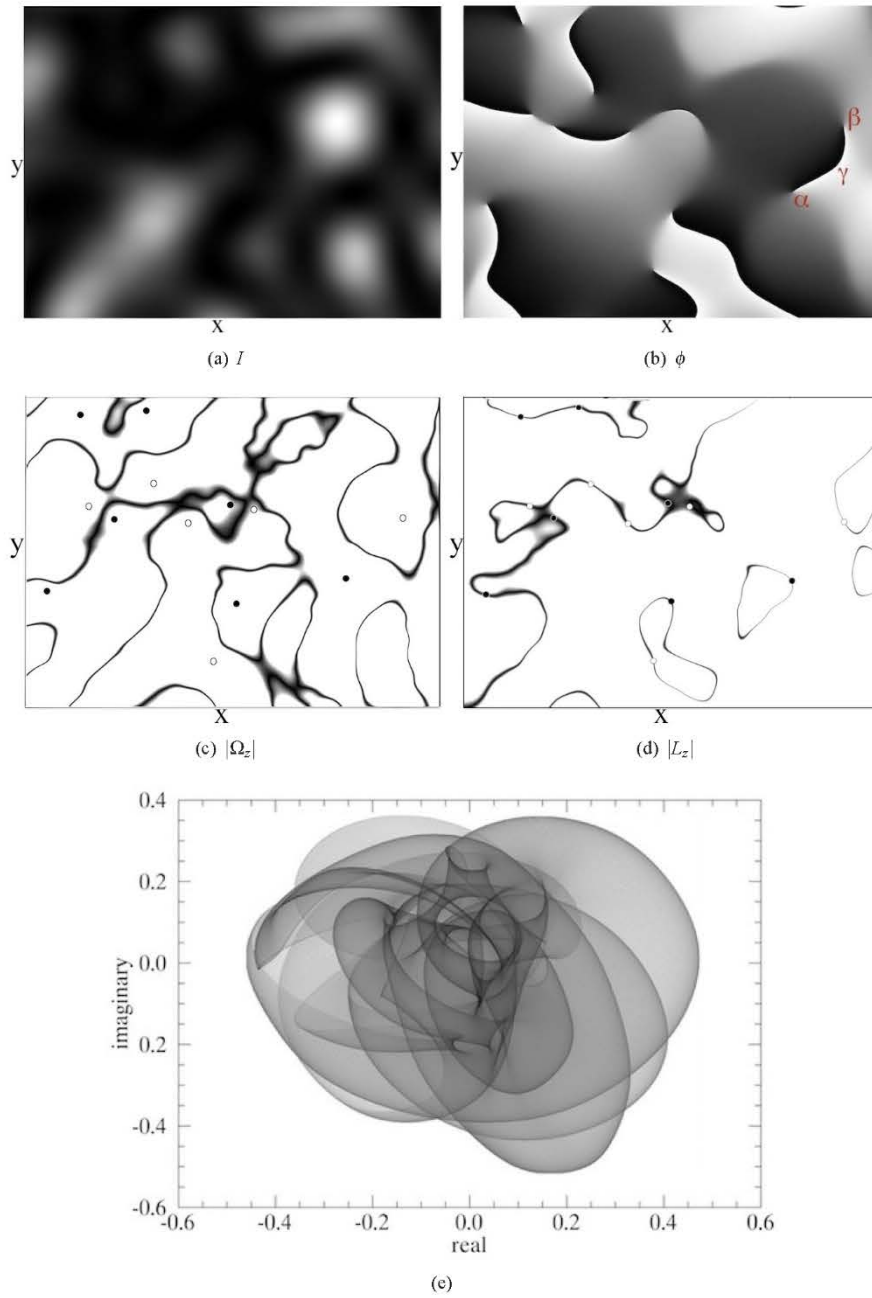 y
y
β
γ
α
x
x
(a) I
(b) ϕ
y
y
x
x
(c) |Ω_z|
(d) |L_z|
0.4
0.2
0.0
0.2
-0.4
-0.6
imaginary
-0.6
-0.4
-0.2
0.0
0.2
0.4
0.6
real
(e)